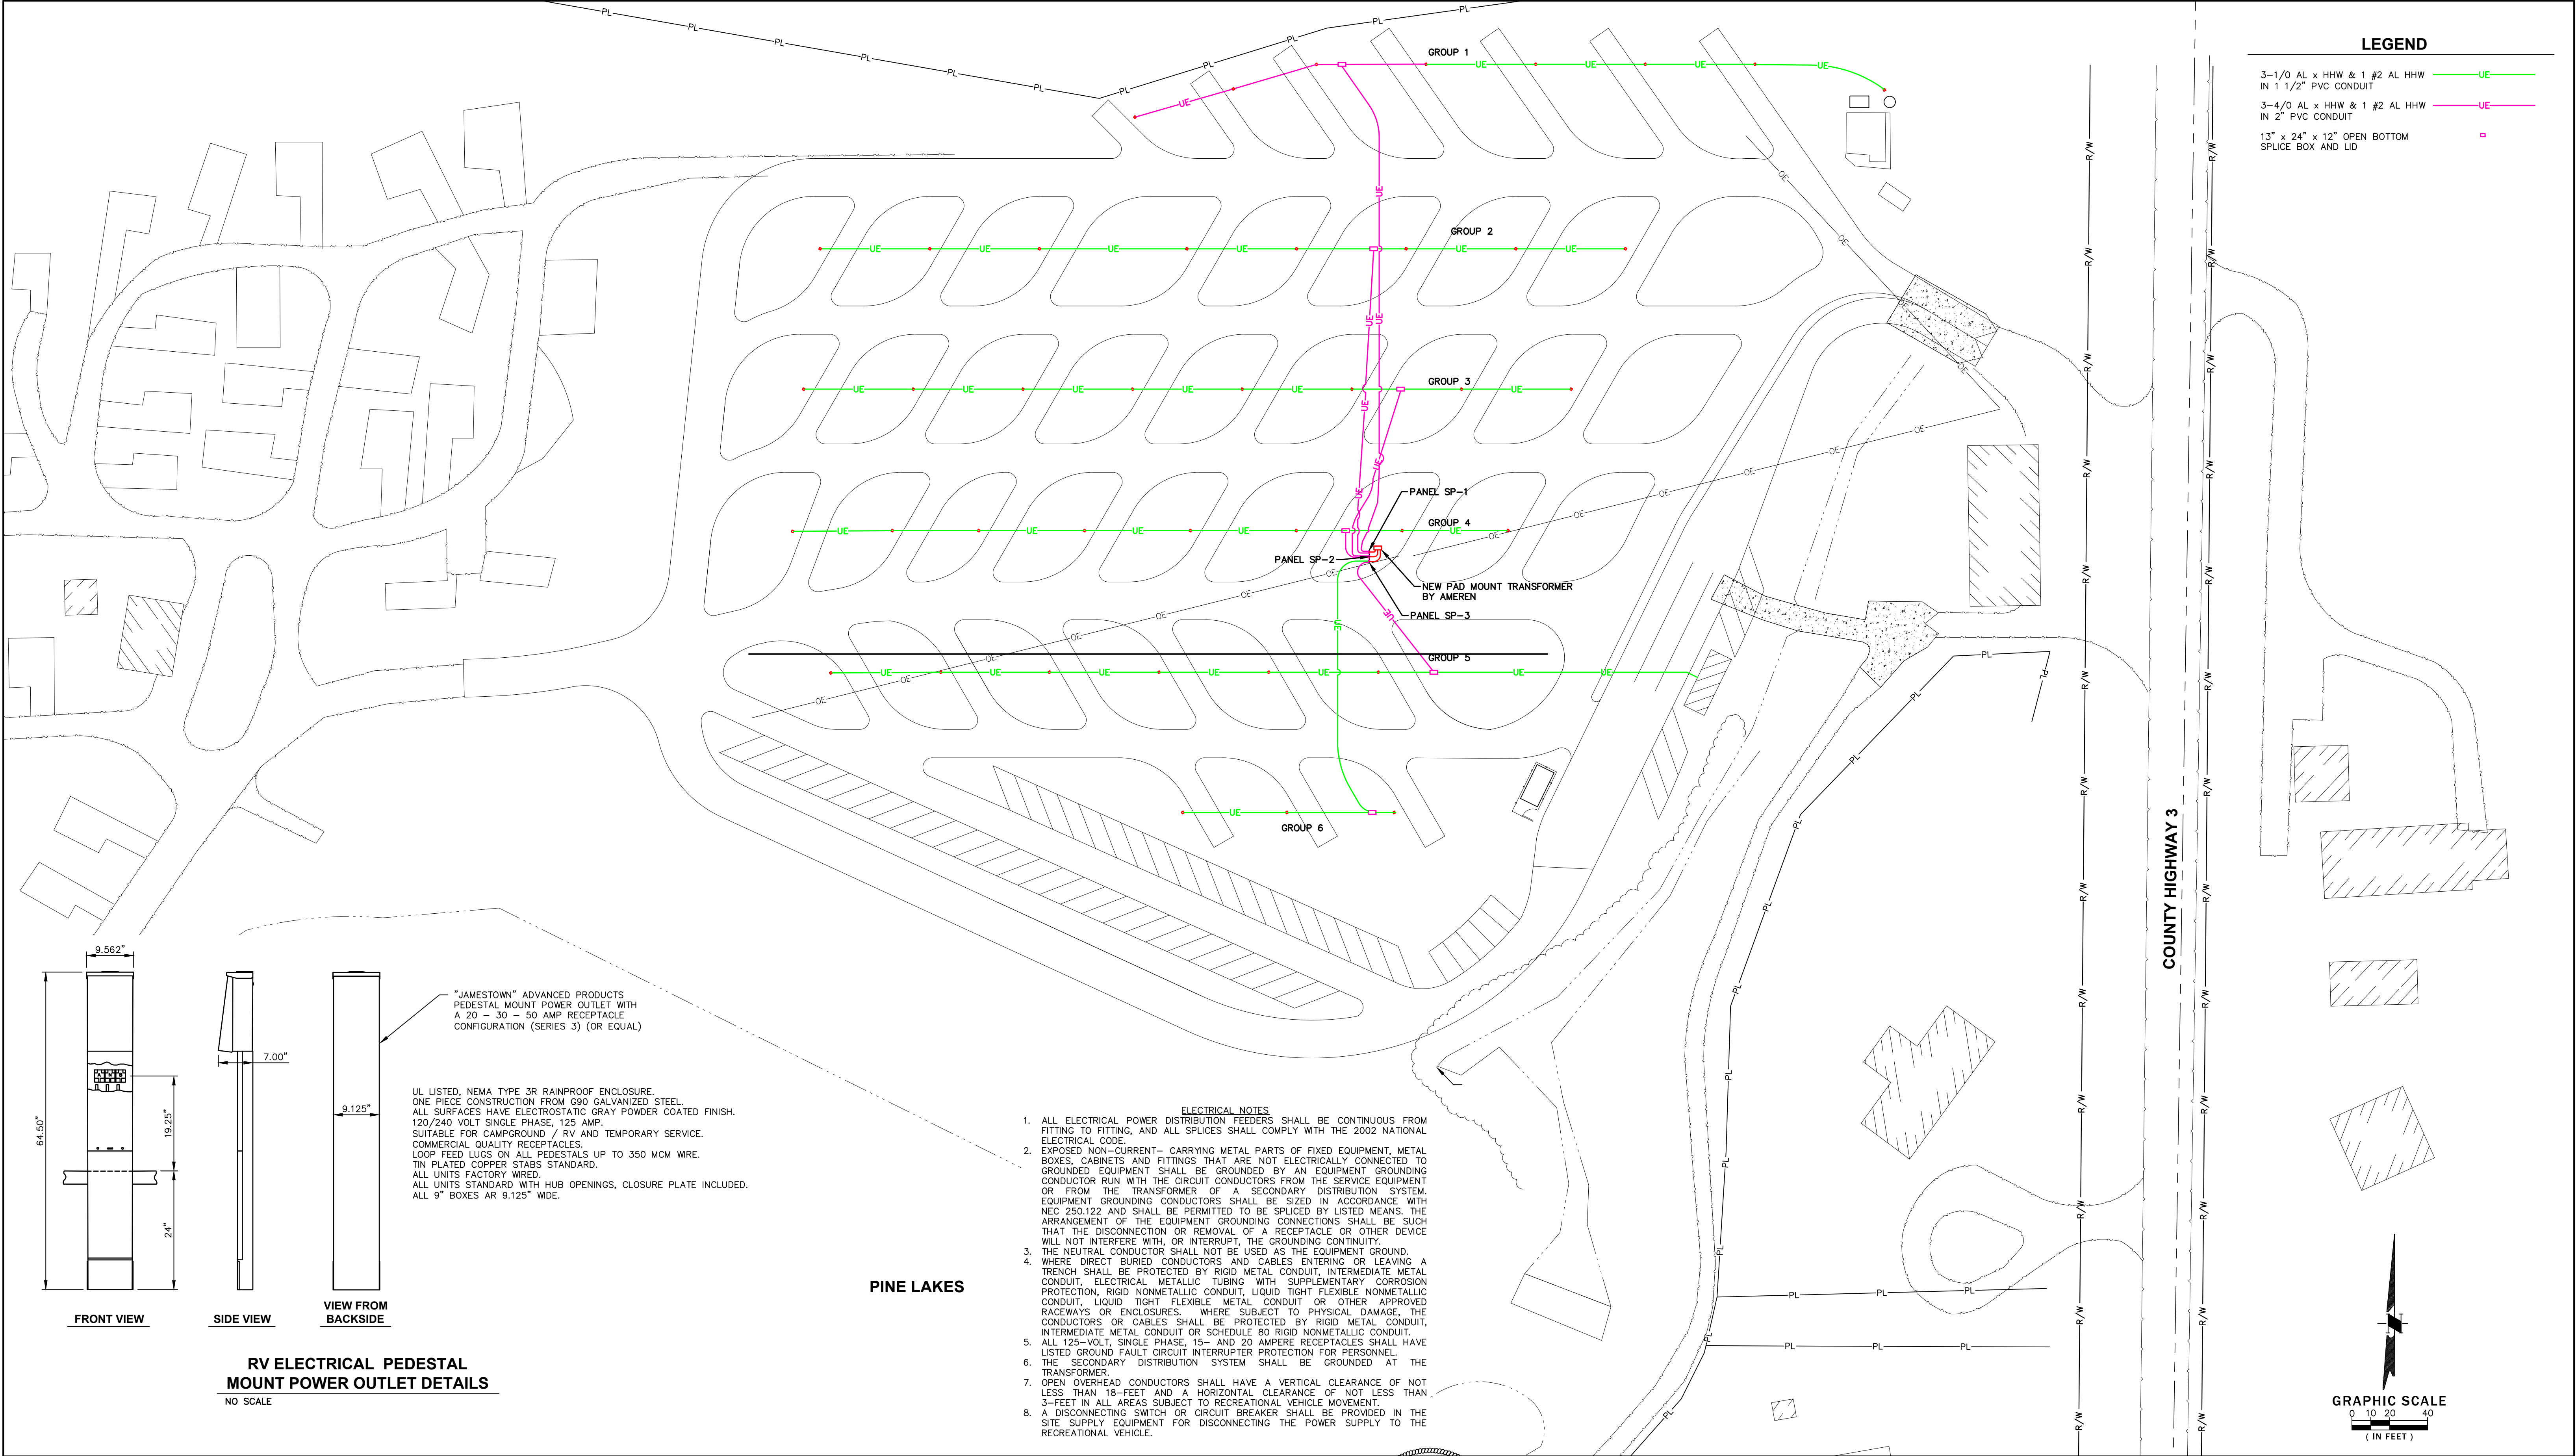 LEGEND
3-1/0 AL x HHW & 1 #2 AL HHW
IN 1 1/2" PVC CONDUIT
UE
3-4/0 AL x HHW & 1 #2 AL HHW
IN 2" PVC CONDUIT
UE
13" x 24" x 12" OPEN BOTTOM
SPLICE BOX AND LID
GROUP 1
GROUP 2
GROUP 3
PANEL SP-1
GROUP 4
PANEL SP-2
NEW PAD MOUNT TRANSFORMER
BY AMEREN
PANEL SP-3
GROUP 5
GROUP 6
PL
UE
OE
R/W
COUNTY HIGHWAY 3
9.562"
64.50"
19.25"
24"
7.00"
9.125"
"JAMESTOWN" ADVANCED PRODUCTS
PEDESTAL MOUNT POWER OUTLET WITH
A 20 - 30 - 50 AMP RECEPTACLE
CONFIGURATION (SERIES 3) (OR EQUAL)
UL LISTED, NEMA TYPE 3R RAINPROOF ENCLOSURE.
ONE PIECE CONSTRUCTION FROM G90 GALVANIZED STEEL.
ALL SURFACES HAVE ELECTROSTATIC GRAY POWDER COATED FINISH.
120/240 VOLT SINGLE PHASE, 125 AMP.
SUITABLE FOR CAMPGROUND / RV AND TEMPORARY SERVICE.
COMMERCIAL QUALITY RECEPTACLES.
LOOP FEED LUGS ON ALL PEDESTALS UP TO 350 MCM WIRE.
TIN PLATED COPPER STABS STANDARD.
ALL UNITS FACTORY WIRED.
ALL UNITS STANDARD WITH HUB OPENINGS, CLOSURE PLATE INCLUDED.
ALL 9" BOXES AR 9.125" WIDE.
FRONT VIEW
SIDE VIEW
VIEW FROM
BACKSIDE
RV ELECTRICAL PEDESTAL
MOUNT POWER OUTLET DETAILS
NO SCALE
PINE LAKES
ELECTRICAL NOTES
1. ALL ELECTRICAL POWER DISTRIBUTION FEEDERS SHALL BE CONTINUOUS FROM
FITTING TO FITTING, AND ALL SPLICES SHALL COMPLY WITH THE 2002 NATIONAL
ELECTRICAL CODE.
2. EXPOSED NON-CURRENT- CARRYING METAL PARTS OF FIXED EQUIPMENT, METAL
BOXES, CABINETS AND FITTINGS THAT ARE NOT ELECTRICALLY CONNECTED TO
GROUNDED EQUIPMENT SHALL BE GROUNDED BY AN EQUIPMENT GROUNDING
CONDUCTOR RUN WITH THE CIRCUIT CONDUCTORS FROM THE SERVICE EQUIPMENT
OR FROM THE TRANSFORMER OF A SECONDARY DISTRIBUTION SYSTEM.
EQUIPMENT GROUNDING CONDUCTORS SHALL BE SIZED IN ACCORDANCE WITH
NEC 250.122 AND SHALL BE PERMITTED TO BE SPLICED BY LISTED MEANS. THE
ARRANGEMENT OF THE EQUIPMENT GROUNDING CONNECTIONS SHALL BE SUCH
THAT THE DISCONNECTION OR REMOVAL OF A RECEPTACLE OR OTHER DEVICE
WILL NOT INTERFERE WITH, OR INTERRUPT, THE GROUNDING CONTINUITY.
3. THE NEUTRAL CONDUCTOR SHALL NOT BE USED AS THE EQUIPMENT GROUND.
4. WHERE DIRECT BURIED CONDUCTORS AND CABLES ENTERING OR LEAVING A
TRENCH SHALL BE PROTECTED BY RIGID METAL CONDUIT, INTERMEDIATE METAL
CONDUIT, ELECTRICAL METALLIC TUBING WITH SUPPLEMENTARY CORROSION
PROTECTION, RIGID NONMETALLIC CONDUIT, LIQUID TIGHT FLEXIBLE NONMETALLIC
CONDUIT, LIQUID TIGHT FLEXIBLE METAL CONDUIT OR OTHER APPROVED
RACEWAYS OR ENCLOSURES. WHERE SUBJECT TO PHYSICAL DAMAGE, THE
CONDUCTORS OR CABLES SHALL BE PROTECTED BY RIGID METAL CONDUIT,
INTERMEDIATE METAL CONDUIT OR SCHEDULE 80 RIGID NONMETALLIC CONDUIT.
5. ALL 125-VOLT, SINGLE PHASE, 15- AND 20 AMPERE RECEPTACLES SHALL HAVE
LISTED GROUND FAULT CIRCUIT INTERRUPTER PROTECTION FOR PERSONNEL.
6. THE SECONDARY DISTRIBUTION SYSTEM SHALL BE GROUNDED AT THE
TRANSFORMER.
7. OPEN OVERHEAD CONDUCTORS SHALL HAVE A VERTICAL CLEARANCE OF NOT
LESS THAN 18-FEET AND A HORIZONTAL CLEARANCE OF NOT LESS THAN
3-FEET IN ALL AREAS SUBJECT TO RECREATIONAL VEHICLE MOVEMENT.
8. A DISCONNECTING SWITCH OR CIRCUIT BREAKER SHALL BE PROVIDED IN THE
SITE SUPPLY EQUIPMENT FOR DISCONNECTING THE POWER SUPPLY TO THE
RECREATIONAL VEHICLE.
N
GRAPHIC SCALE
0 10 20 40
( IN FEET )